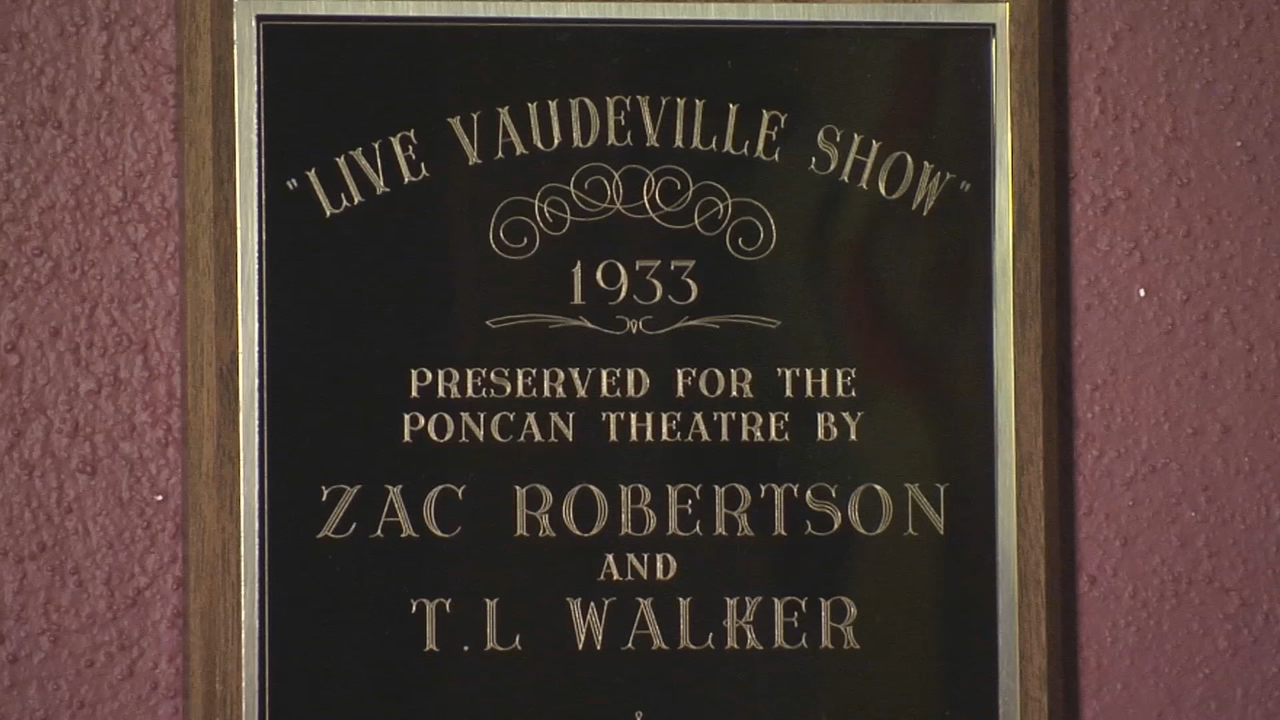 "LIVE VAUDEVILLE SHOW"
1933
PRESERVED FOR THE
PONCAN THEATRE BY
ZAC ROBERTSON
AND
T.L WALKER